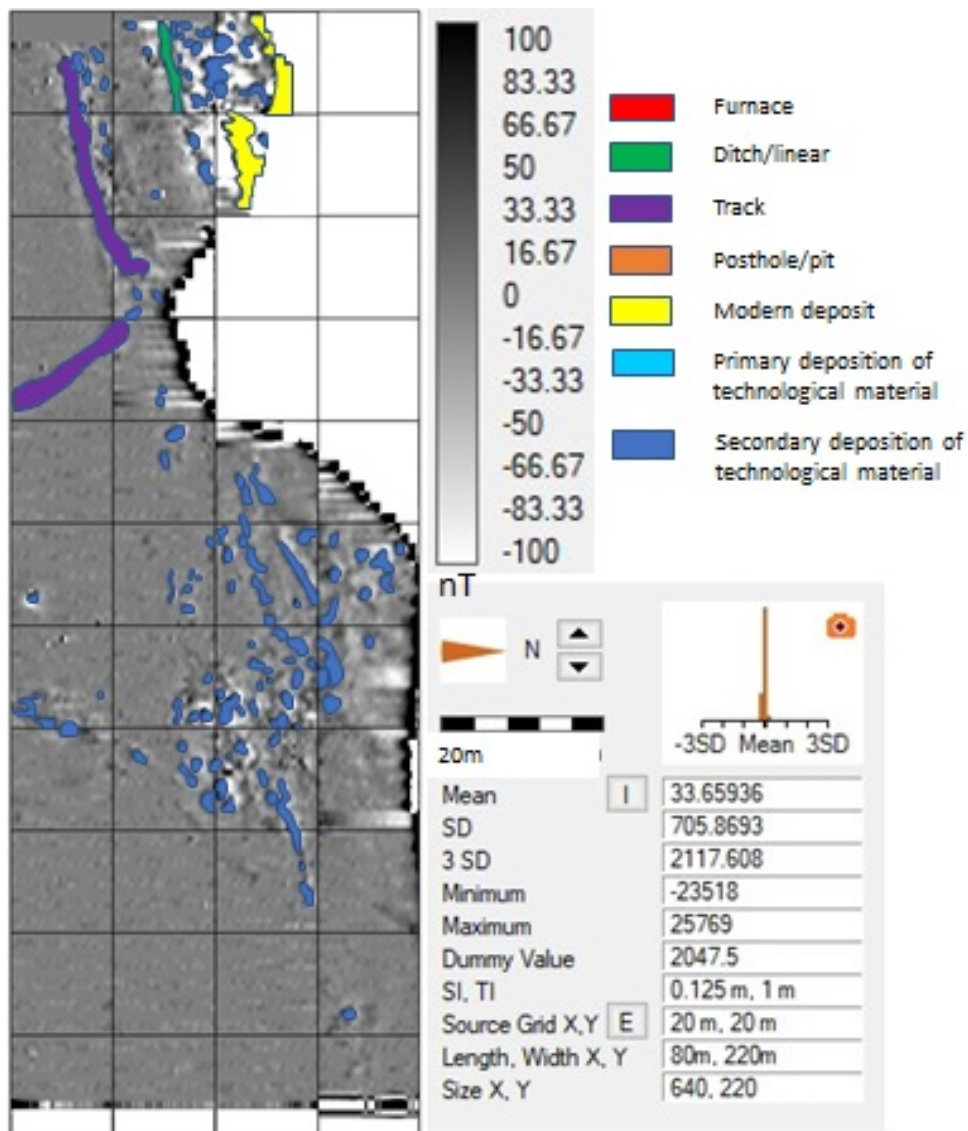 100
83.33
66.67
50
33.33
16.67
0
-16.67
-33.33
-50
-66.67
-83.33
-100
nT
Furnace
Ditch/linear
Track
Posthole/pit
Modern deposit
Primary deposition of
technological material
Secondary deposition of
technological material
N
20m
-3SD Mean 3SD
Mean I 33.65936
SD 705.8693
3 SD 2117.608
Minimum -23518
Maximum 25769
Dummy Value 2047.5
SI, TI 0.125 m, 1 m
Source Grid X,Y E 20 m, 20 m
Length, Width X, Y 80m, 220m
Size X, Y 640, 220